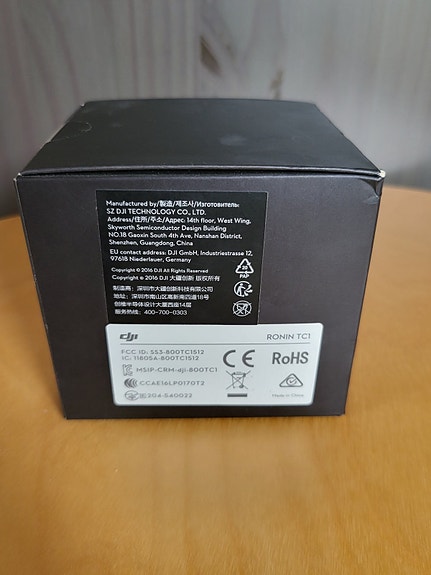 Manufactured by/製造/제조사/Изготовитель:
SZ DJI TECHNOLOGY CO., LTD.
Address/住所/주소/Адрес: 14th floor, West Wing,
Skyworth Semiconductor Design Building
NO.18 Gaoxin South 4th Ave, Nanshan District,
Shenzhen, Guangdong, China
EU contact address: DJI GmbH, Industriestrasse 12,
97618 Niederlauer, Germany
Copyright © 2016 DJI All Rights Reserved
Copyright © 2016 大疆创新 版权所有
制造商: 深圳市大疆创新科技有限公司
地址: 深圳市南山区高新南四道18号
创维半导体设计大厦西座14层
服务热线: 400-700-0303
20
PAP
dji
RONIN TC1
FCC ID: SS3-800TC1512
IC: 11805A-800TC1512
CE
RoHS
MSIP-CRM-dji-800TC1
CCAE16LP0170T2
204-540022
Made in China